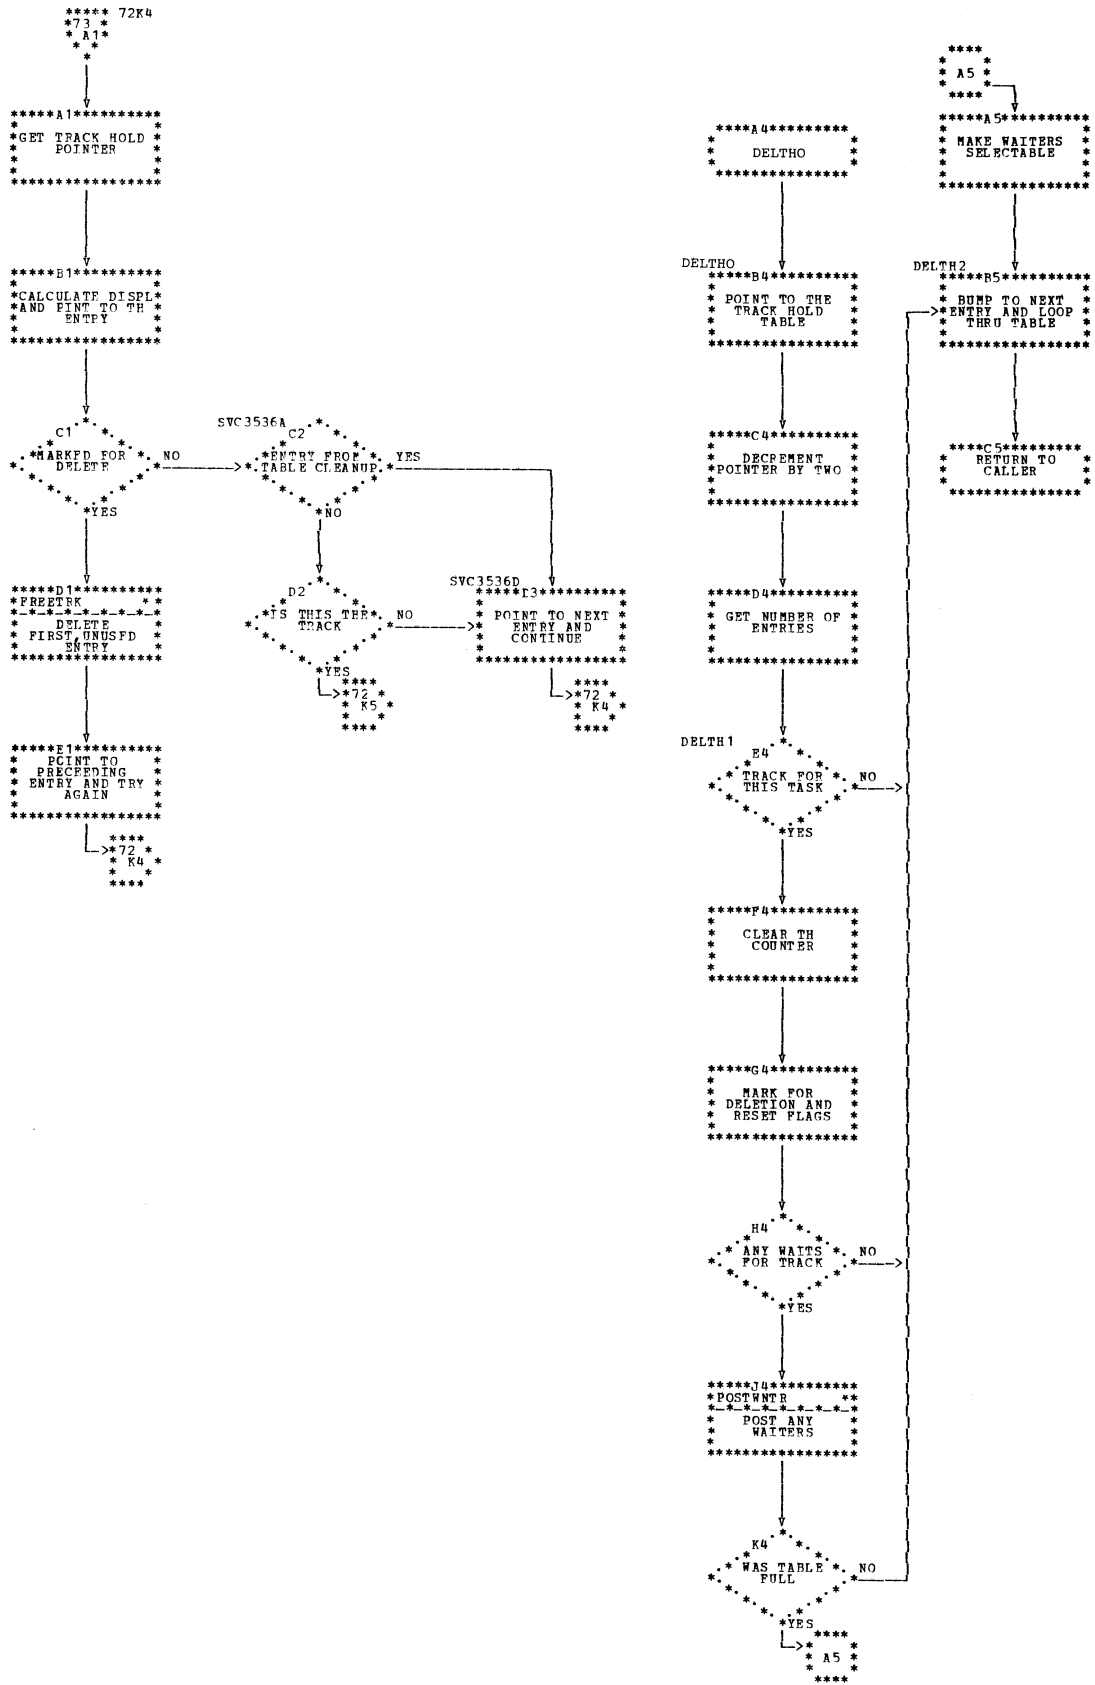 72K4
73
A1
A1
GET TRACK HOLD
POINTER
B1
CALCULATE DISPL
AND PINT TO TH
ENTRY
C1
MARKED FOR
DELETE
NO
YES
SVC3536A
C2
ENTRY FROM
TABLE CLEANUP
YES
NO
D1
FREETRK
DELETE
FIRST,UNUSED
ENTRY
D2
IS THIS THE
TRACK
NO
YES
72
K5
SVC3536D
D3
POINT TO NEXT
ENTRY AND
CONTINUE
72
K4
E1
POINT TO
PRECEEDING
ENTRY AND TRY
AGAIN
72
K4
A4
DELTHO
DELTHO
B4
POINT TO THE
TRACK HOLD
TABLE
C4
DECREMENT
POINTER BY TWO
D4
GET NUMBER OF
ENTRIES
DELTH1
E4
TRACK FOR
THIS TASK
NO
YES
F4
CLEAR TH
COUNTER
G4
MARK FOR
DELETION AND
RESET FLAGS
H4
ANY WAITS
FOR TRACK
NO
YES
J4
POSTWNTR
POST ANY
WAITERS
K4
WAS TABLE
FULL
NO
YES
A5
A5
A5
MAKE WAITERS
SELECTABLE
DELTH2
B5
BUMP TO NEXT
ENTRY AND LOOP
THRU TABLE
C5
RETURN TO
CALLER